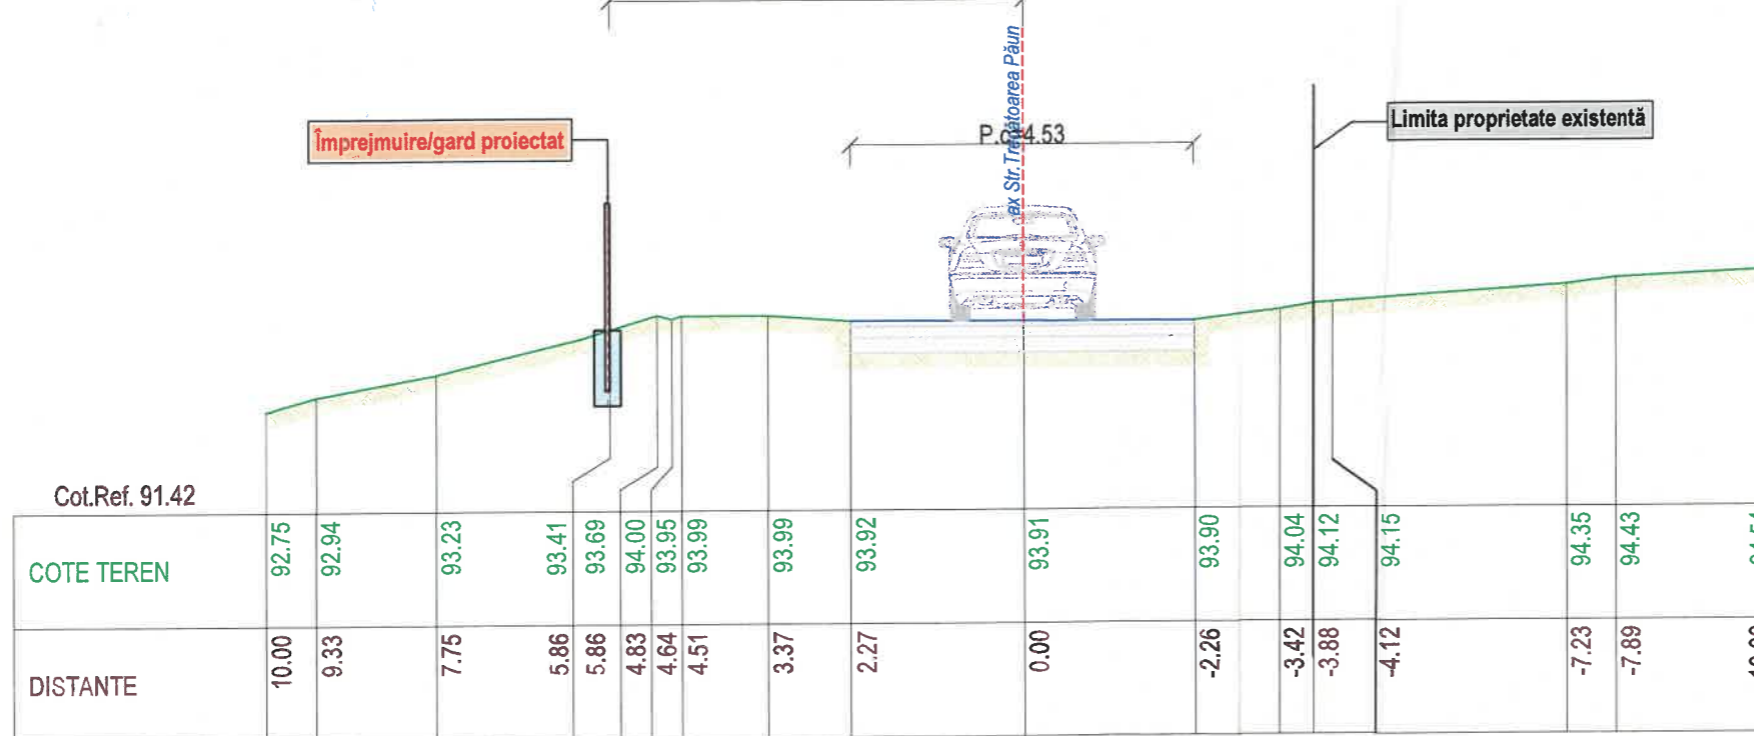 ax Str.Trecătoarea Păun
Împrejmuire/gard proiectat
4.53
Limita proprietate existentă
Cot.Ref. 91.42
COTE TEREN 92.75 92.94 93.23 93.41 93.69 94.00 93.95 93.99 93.99 93.92 93.91 93.90 94.04 94.12 94.15 94.35 94.43
DISTANTE 10.00 9.33 7.75 5.86 5.86 4.83 4.64 4.51 3.37 2.27 0.00 -2.26 -3.42 -3.88 -4.12 -7.23 -7.89